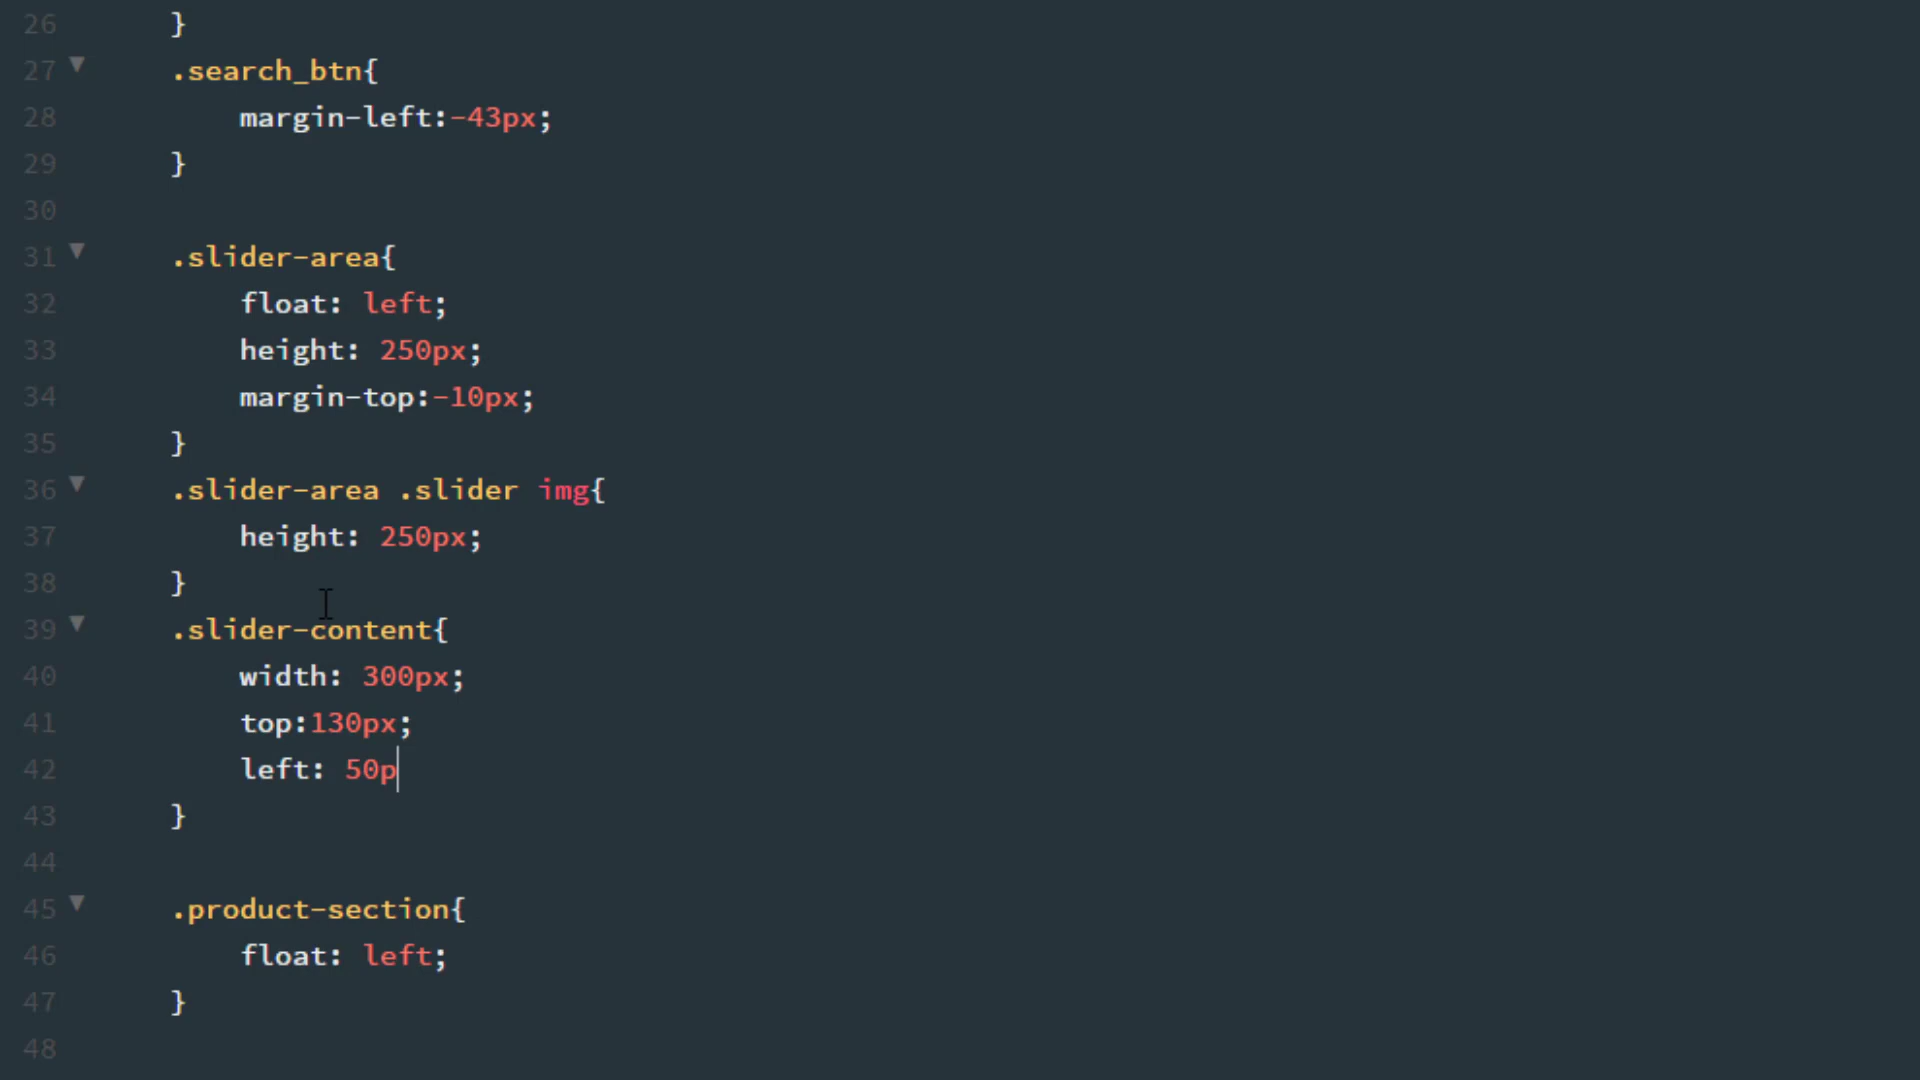 26 }
27 .search_btn{
28 margin-left:-43px;
29 }
30
31 .slider-area{
32 float: left;
33 height: 250px;
34 margin-top:-10px;
35 }
36 .slider-area .slider img{
37 height: 250px;
38 }
39 .slider-content{
40 width: 300px;
41 top:130px;
42 left: 50p
43 }
44
45 .product-section{
46 float: left;
47 }
48